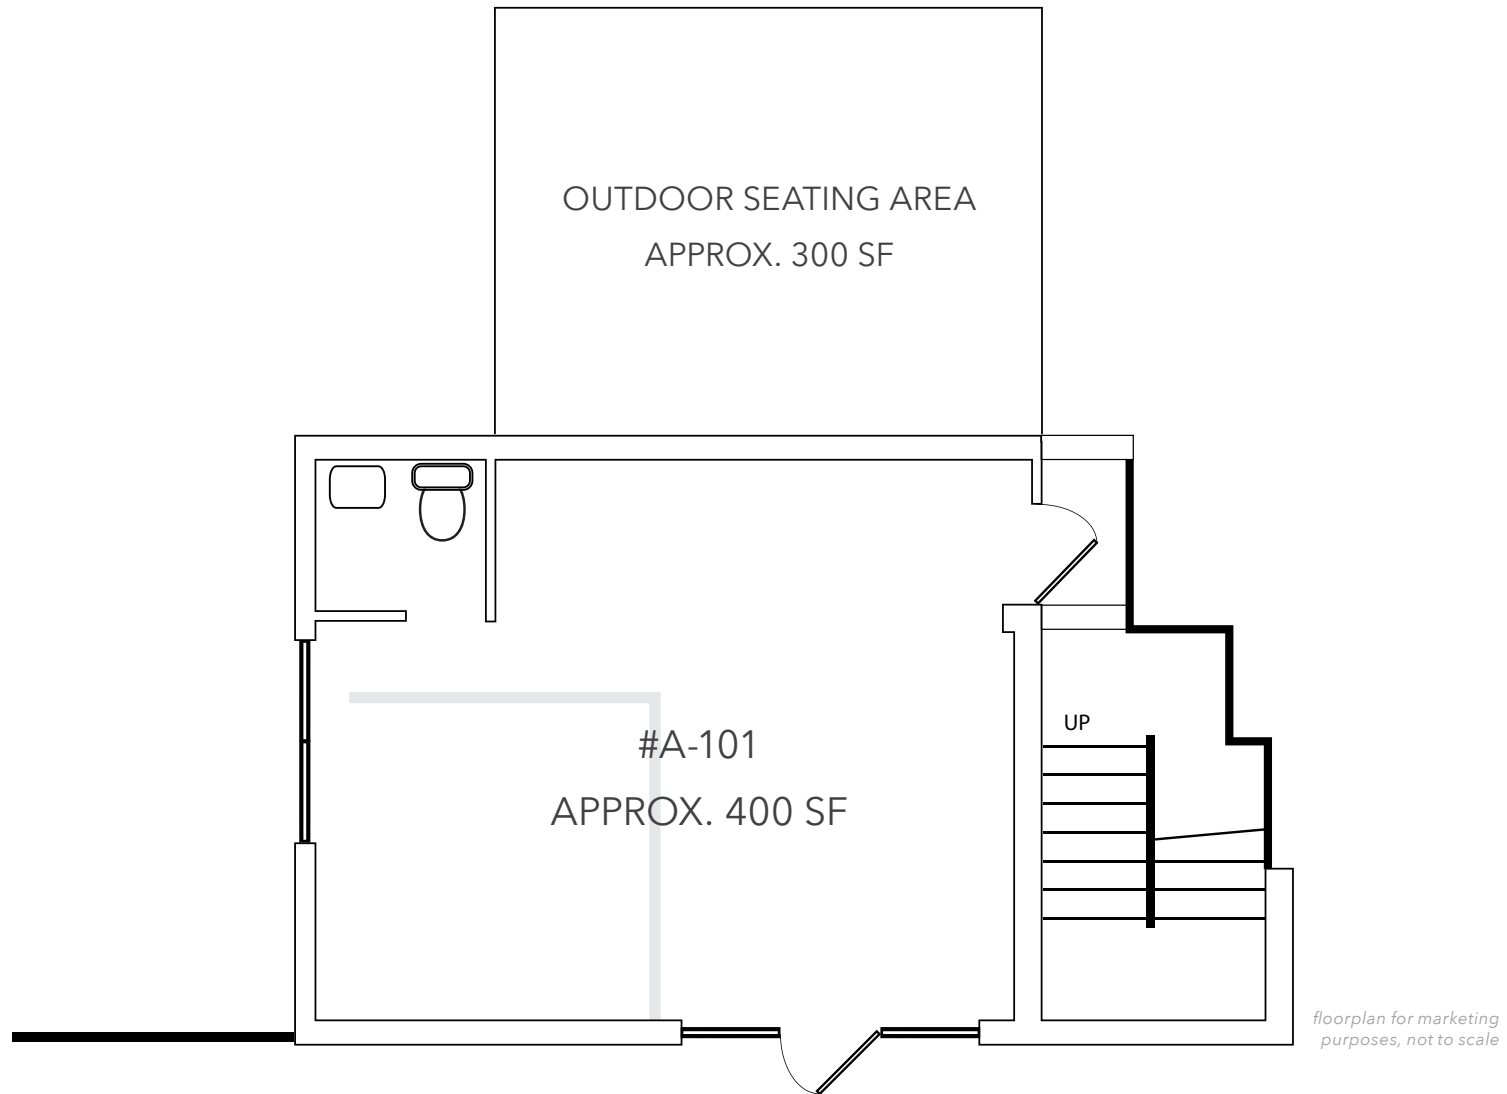 OUTDOOR SEATING AREA
APPROX. 300 SF
UP
#A-101
APPROX. 400 SF
floorplan for marketing
purposes, not to scale